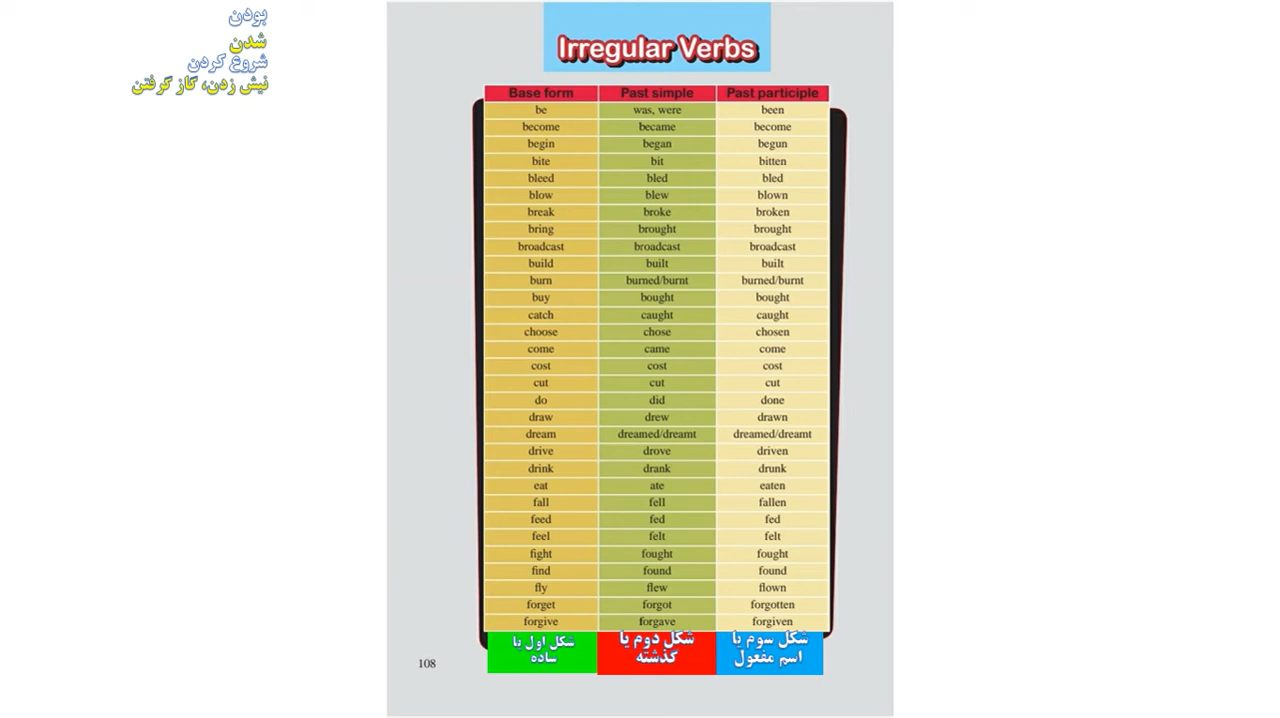 بودن
شدن
شروع کردن
نیش زدن، گاز گرفتن
Irregular Verbs
Base form Past simple Past participle
be was, were been
become became become
begin began begun
bite bit bitten
bleed bled bled
blow blew blown
break broke broken
bring brought brought
broadcast broadcast broadcast
build built built
burn burned/burnt burned/burnt
buy bought bought
catch caught caught
choose chose chosen
come came come
cost cost cost
cut cut cut
do did done
draw drew drawn
dream dreamed/dreamt dreamed/dreamt
drive drove driven
drink drank drunk
eat ate eaten
fall fell fallen
feed fed fed
feel felt felt
fight fought fought
find found found
fly flew flown
forget forgot forgotten
forgive forgave forgiven
شکل اول یا
ساده
شکل دوم یا
گذشته
شکل سوم یا
اسم مفعول
108